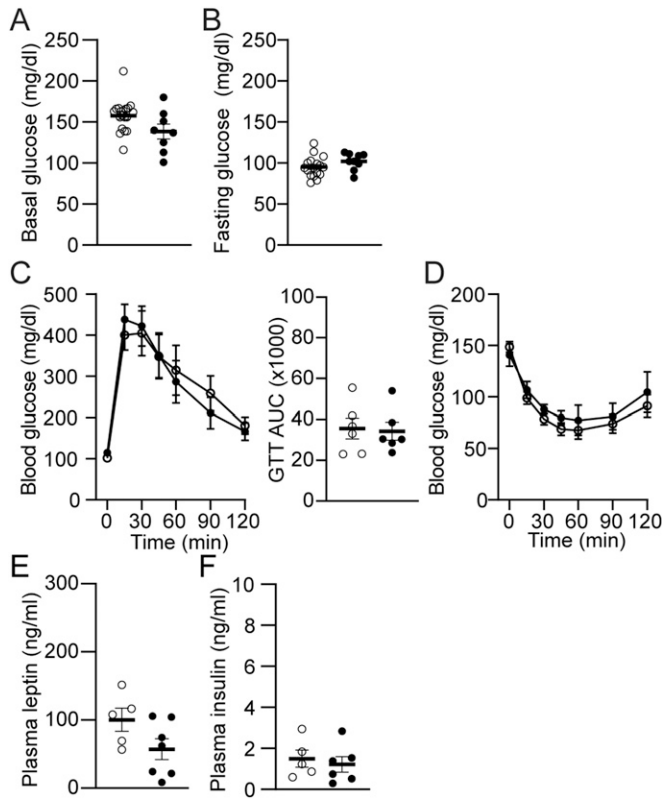 A
B
Basal glucose (mg/dl)
250
200
150
100
50
0
Fasting glucose (mg/dl)
250
200
150
100
50
0
C
D
Blood glucose (mg/dl)
500
400
300
200
100
0
0 30 60 90 120
Time (min)
GTT AUC (x1000)
100
80
60
40
20
0
Blood glucose (mg/dl)
200
150
100
50
0
0 30 60 90 120
Time (min)
E
F
Plasma leptin (ng/ml)
300
200
100
0
Plasma insulin (ng/ml)
10
8
6
4
2
0